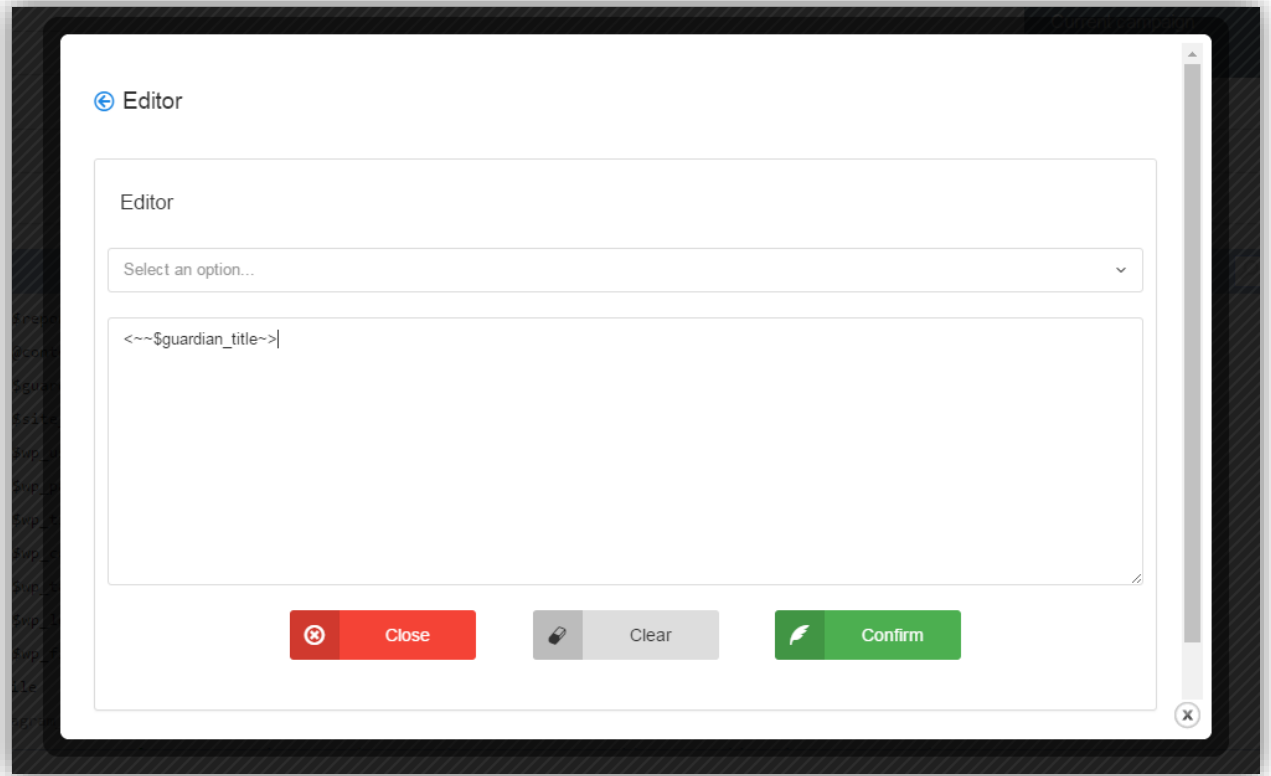 Editor
Editor
Select an option...
<~~$guardian_title~>
Close
Clear
Confirm